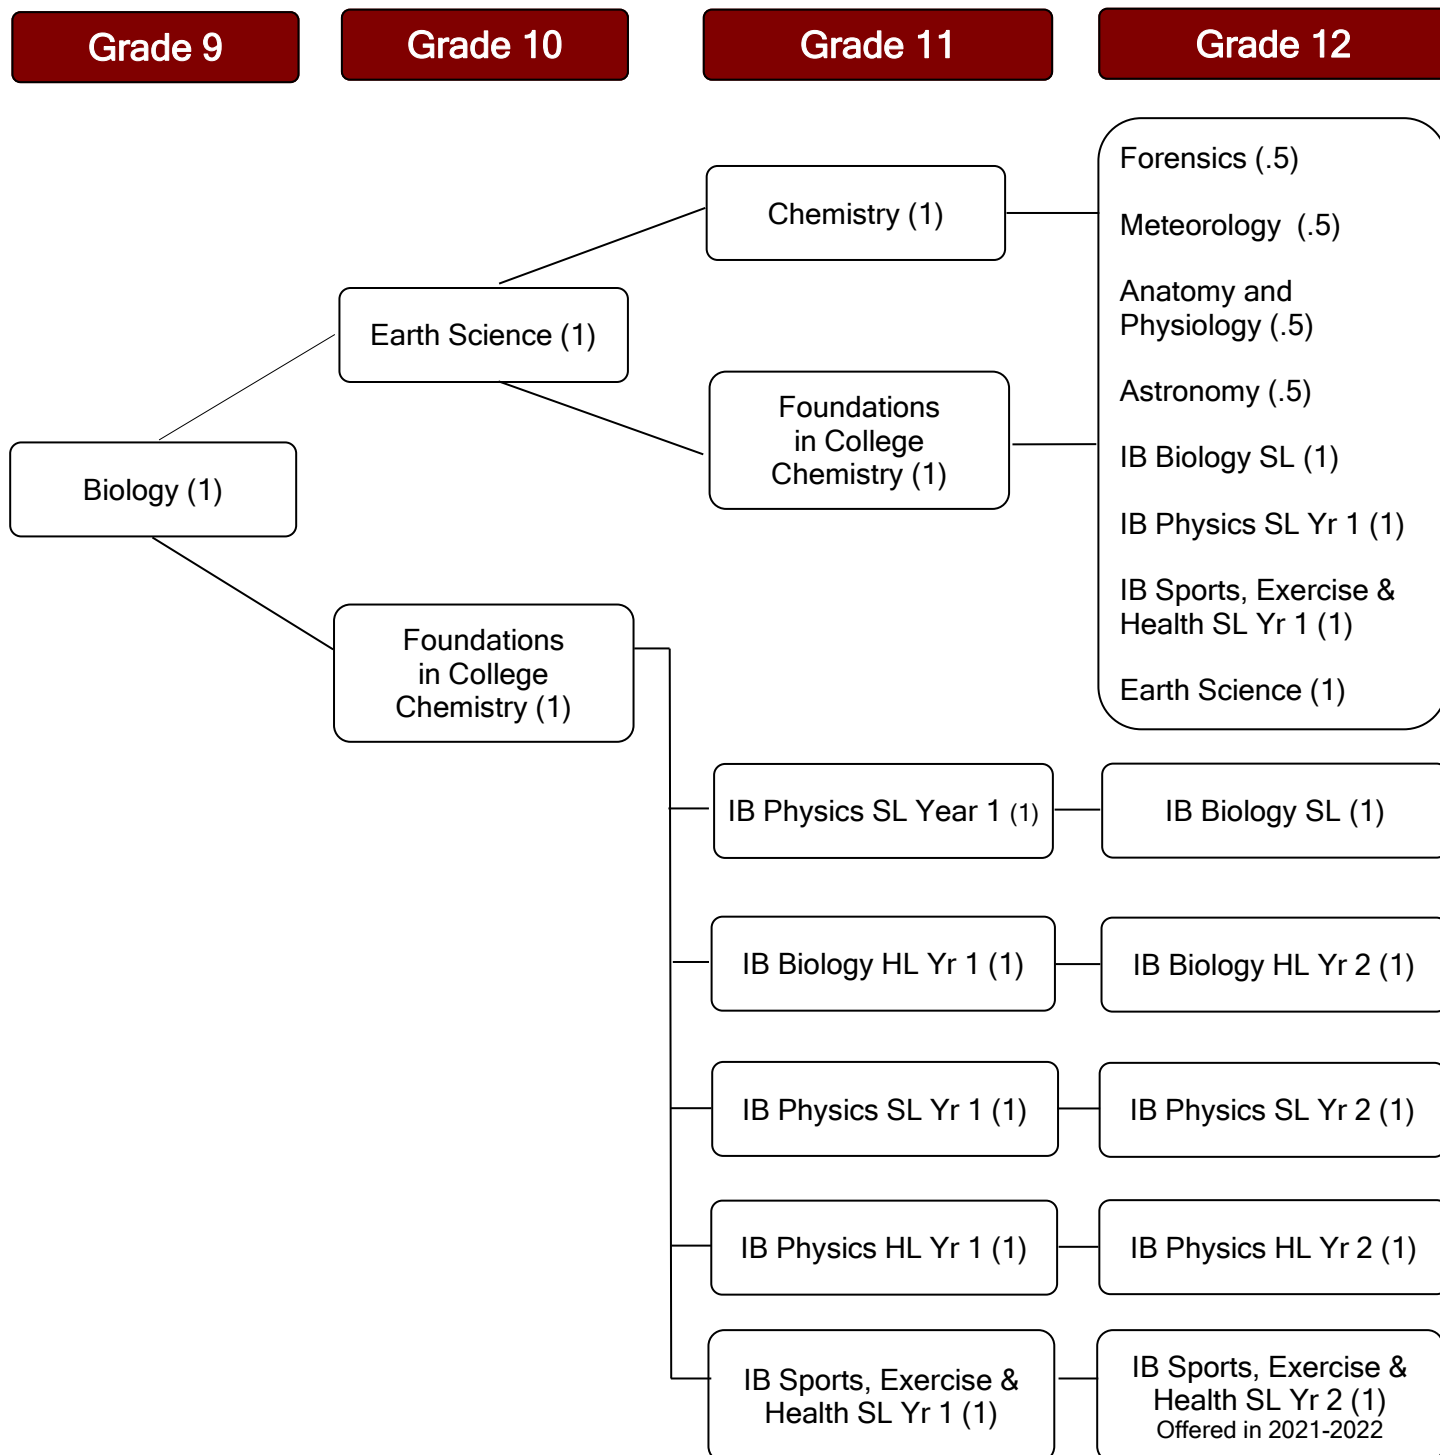 Grade 9
Grade 10
Grade 11
Grade 12
Biology (1)
Earth Science (1)
Foundations
in College
Chemistry (1)
Chemistry (1)
Foundations
in College
Chemistry (1)
Forensics (.5)
Meteorology (.5)
Anatomy and
Physiology (.5)
Astronomy (.5)
IB Biology SL (1)
IB Physics SL Yr 1 (1)
IB Sports, Exercise &
Health SL Yr 1 (1)
Earth Science (1)
IB Physics SL Year 1 (1)
IB Biology SL (1)
IB Biology HL Yr 1 (1)
IB Biology HL Yr 2 (1)
IB Physics SL Yr 1 (1)
IB Physics SL Yr 2 (1)
IB Physics HL Yr 1 (1)
IB Physics HL Yr 2 (1)
IB Sports, Exercise &
Health SL Yr 1 (1)
IB Sports, Exercise &
Health SL Yr 2 (1)
Offered in 2021-2022